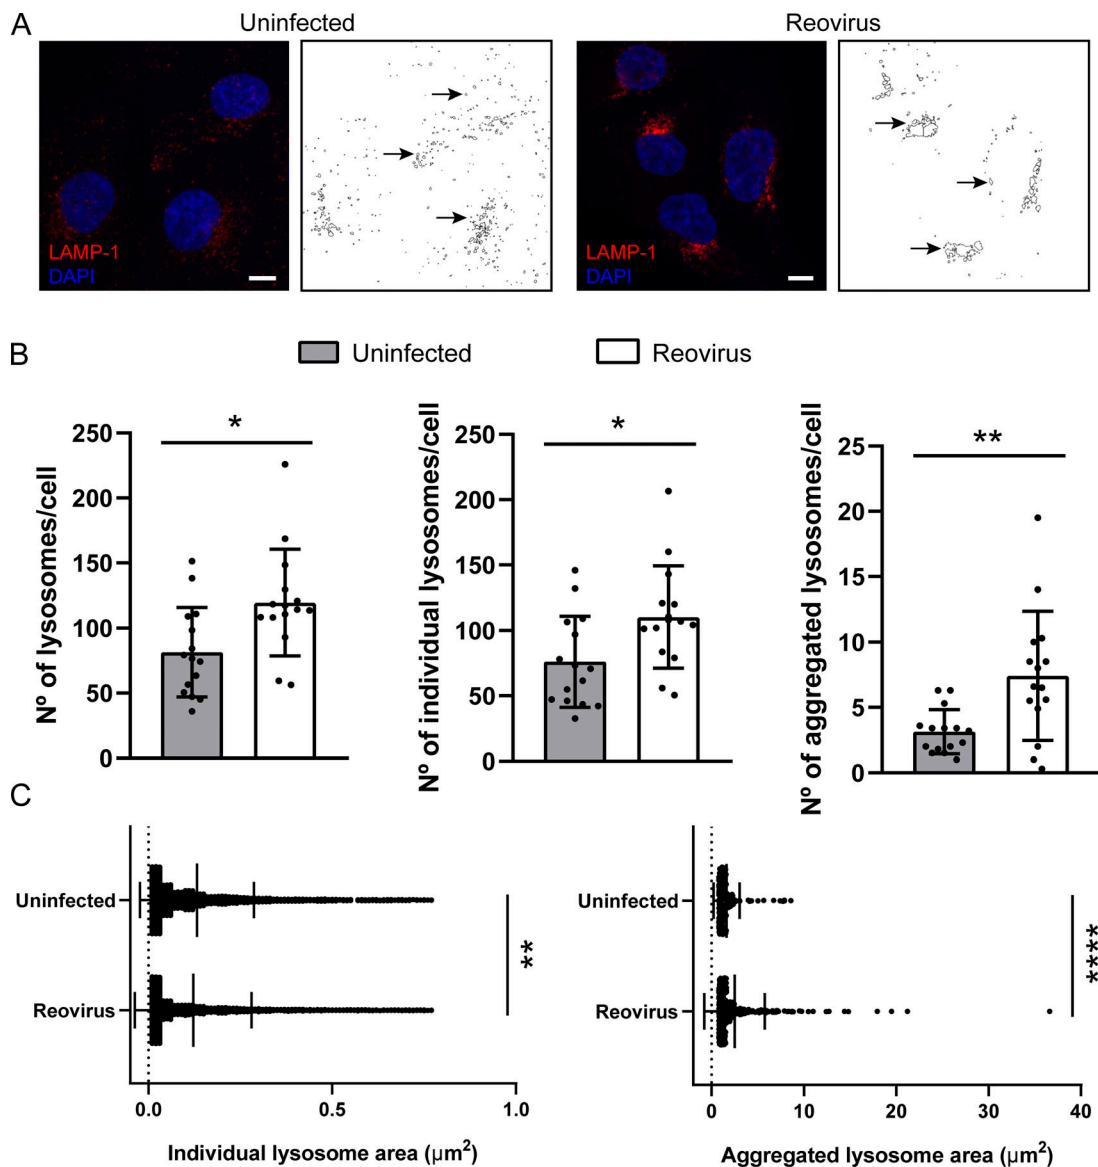 A
Uninfected
Reovirus
LAMP-1
DAPI
LAMP-1
DAPI
B
Uninfected
Reovirus
Nº of lysosomes/cell
250
200
150
100
50
0
*
Nº of individual lysosomes/cell
250
200
150
100
50
0
*
Nº of aggregated lysosomes/cell
25
20
15
10
5
0
**
C
Uninfected
Reovirus
**
0.0
0.5
1.0
Individual lysosome area (µm²)
Uninfected
Reovirus
****
0
10
20
30
40
Aggregated lysosome area (µm²)